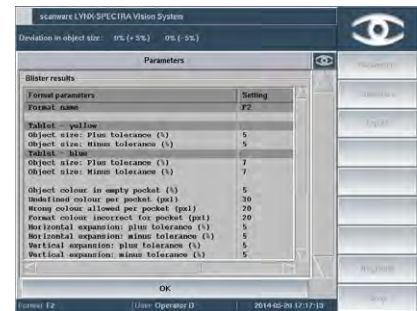 scanware LYNX-SPECTRA Vision System
Deviation in object size: 0% (+ 5%) 0% (- 5%)
Parameters
Blister results
Format parameters Setting
Format name F2
Tablet - yellow
Object size: Plus tolerance (%) 5
Object size: Minus tolerance (%) 5
Tablet - blue
Object size: Plus tolerance (%) 7
Object size: Minus tolerance (%) 7
Object colour in empty pocket (%) 5
Undefined colour per pocket (pxl) 30
Wrong colour allowed per pocket (pxl) 20
Format colour incorrect for pocket (pxl) 20
Horizontal expansion: plus tolerance (%) 5
Horizontal expansion: minus tolerance (%) 5
Vertical expansion: plus tolerance (%) 5
Vertical expansion: minus tolerance (%) 5
OK
Format F2 User Operator D 2014-05-20 17:17:13